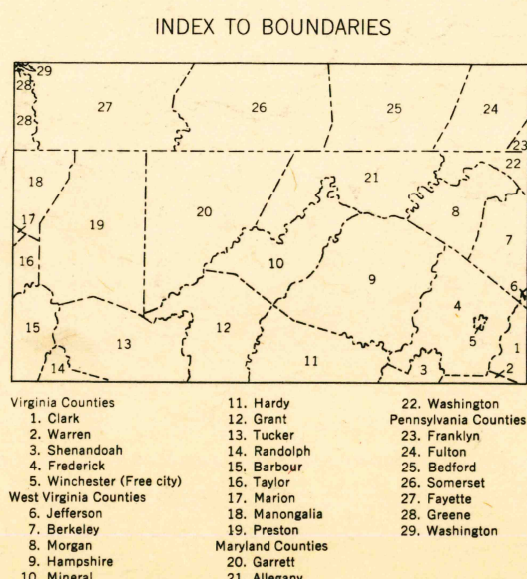 INDEX TO BOUNDARIES
29
28
27
26
25
24
28
23
22
18
21
20
8
17
19
7
16
10
9
6
4
15
13
12
5
1
11
14
3
2
Virginia Counties
1. Clark
2. Warren
3. Shenandoah
4. Frederick
5. Winchester (Free city)
West Virginia Counties
6. Jefferson
7. Berkeley
8. Morgan
9. Hampshire
10. Mineral
11. Hardy
12. Grant
13. Tucker
14. Randolph
15. Barbour
16. Taylor
17. Marion
18. Manongalia
19. Preston
Maryland Counties
20. Garrett
21. Allegany
22. Washington
Pennsylvania Counties
23. Franklyn
24. Fulton
25. Bedford
26. Somerset
27. Fayette
28. Greene
29. Washington